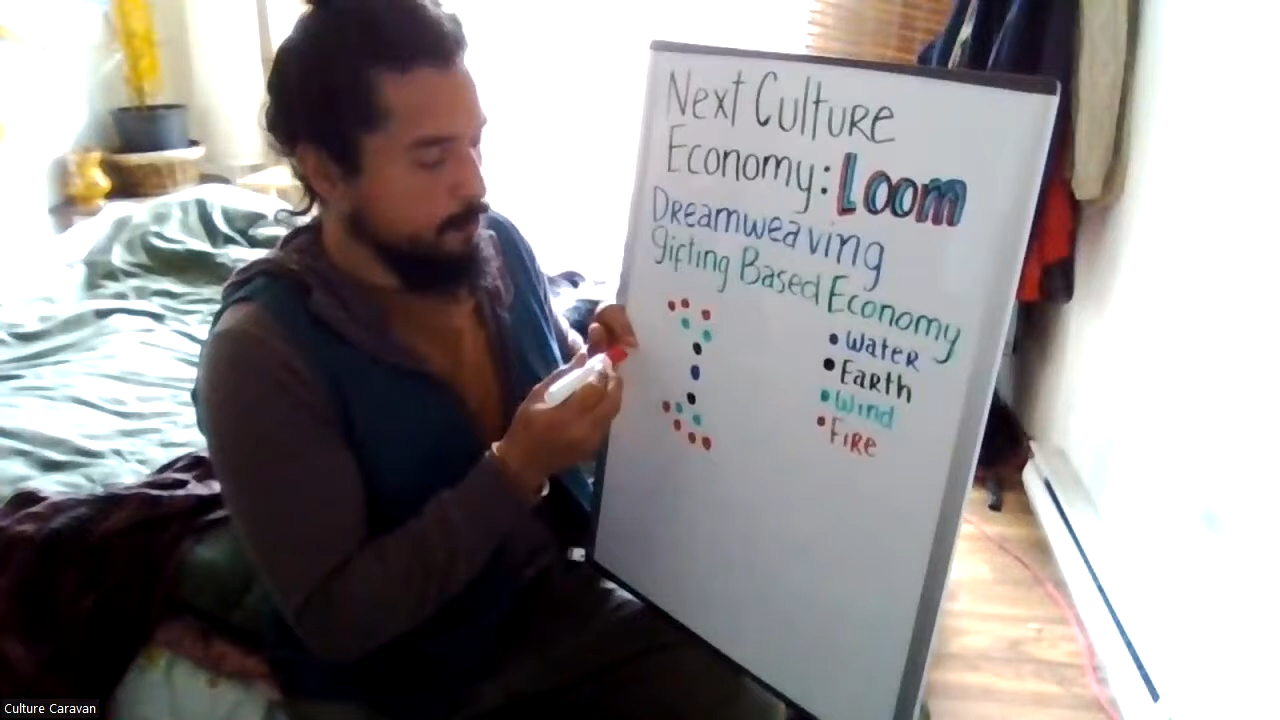 Next Culture
Economy: Loom
Dreamweaving
Gifting Based Economy
• Water
• Earth
• Wind
• Fire
Culture Caravan